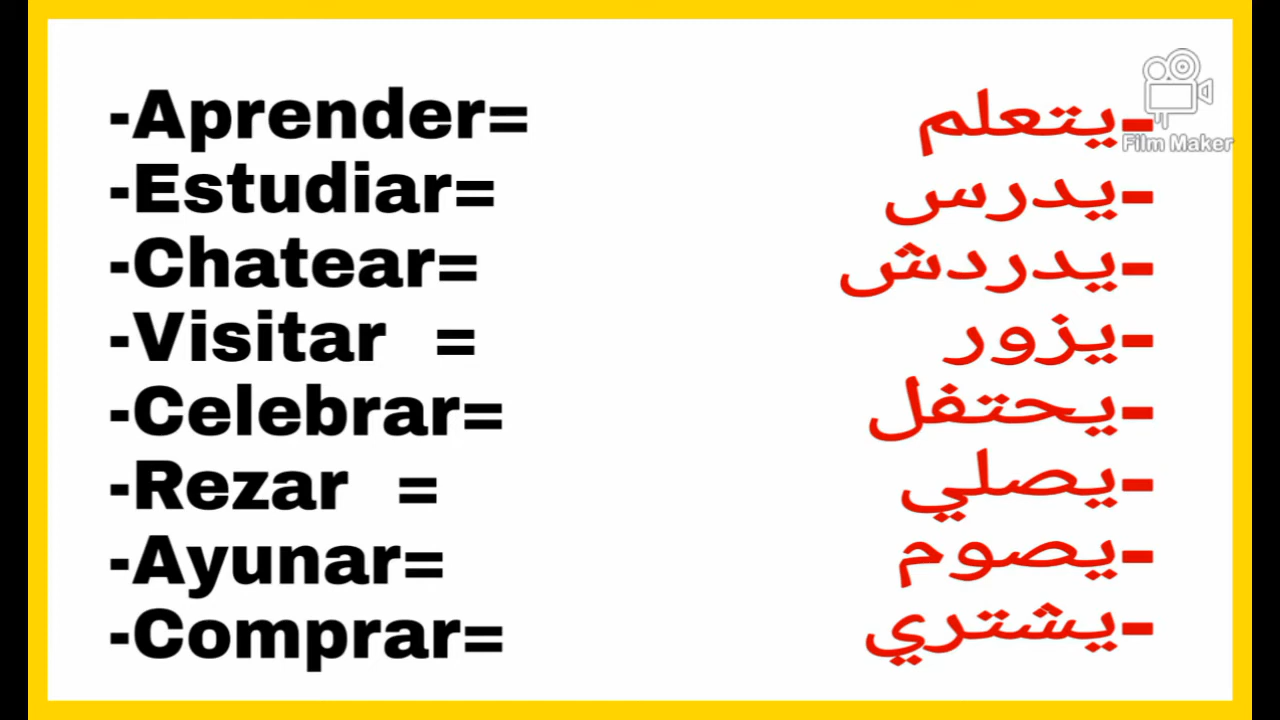 -Aprender= -يتعلم
-Estudiar= -يدرس
-Chatear= -يدردش
-Visitar = -يزور
-Celebrar= -يحتفل
-Rezar = -يصلي
-Ayunar= -يصوم
-Comprar= -يشتري
Film Maker